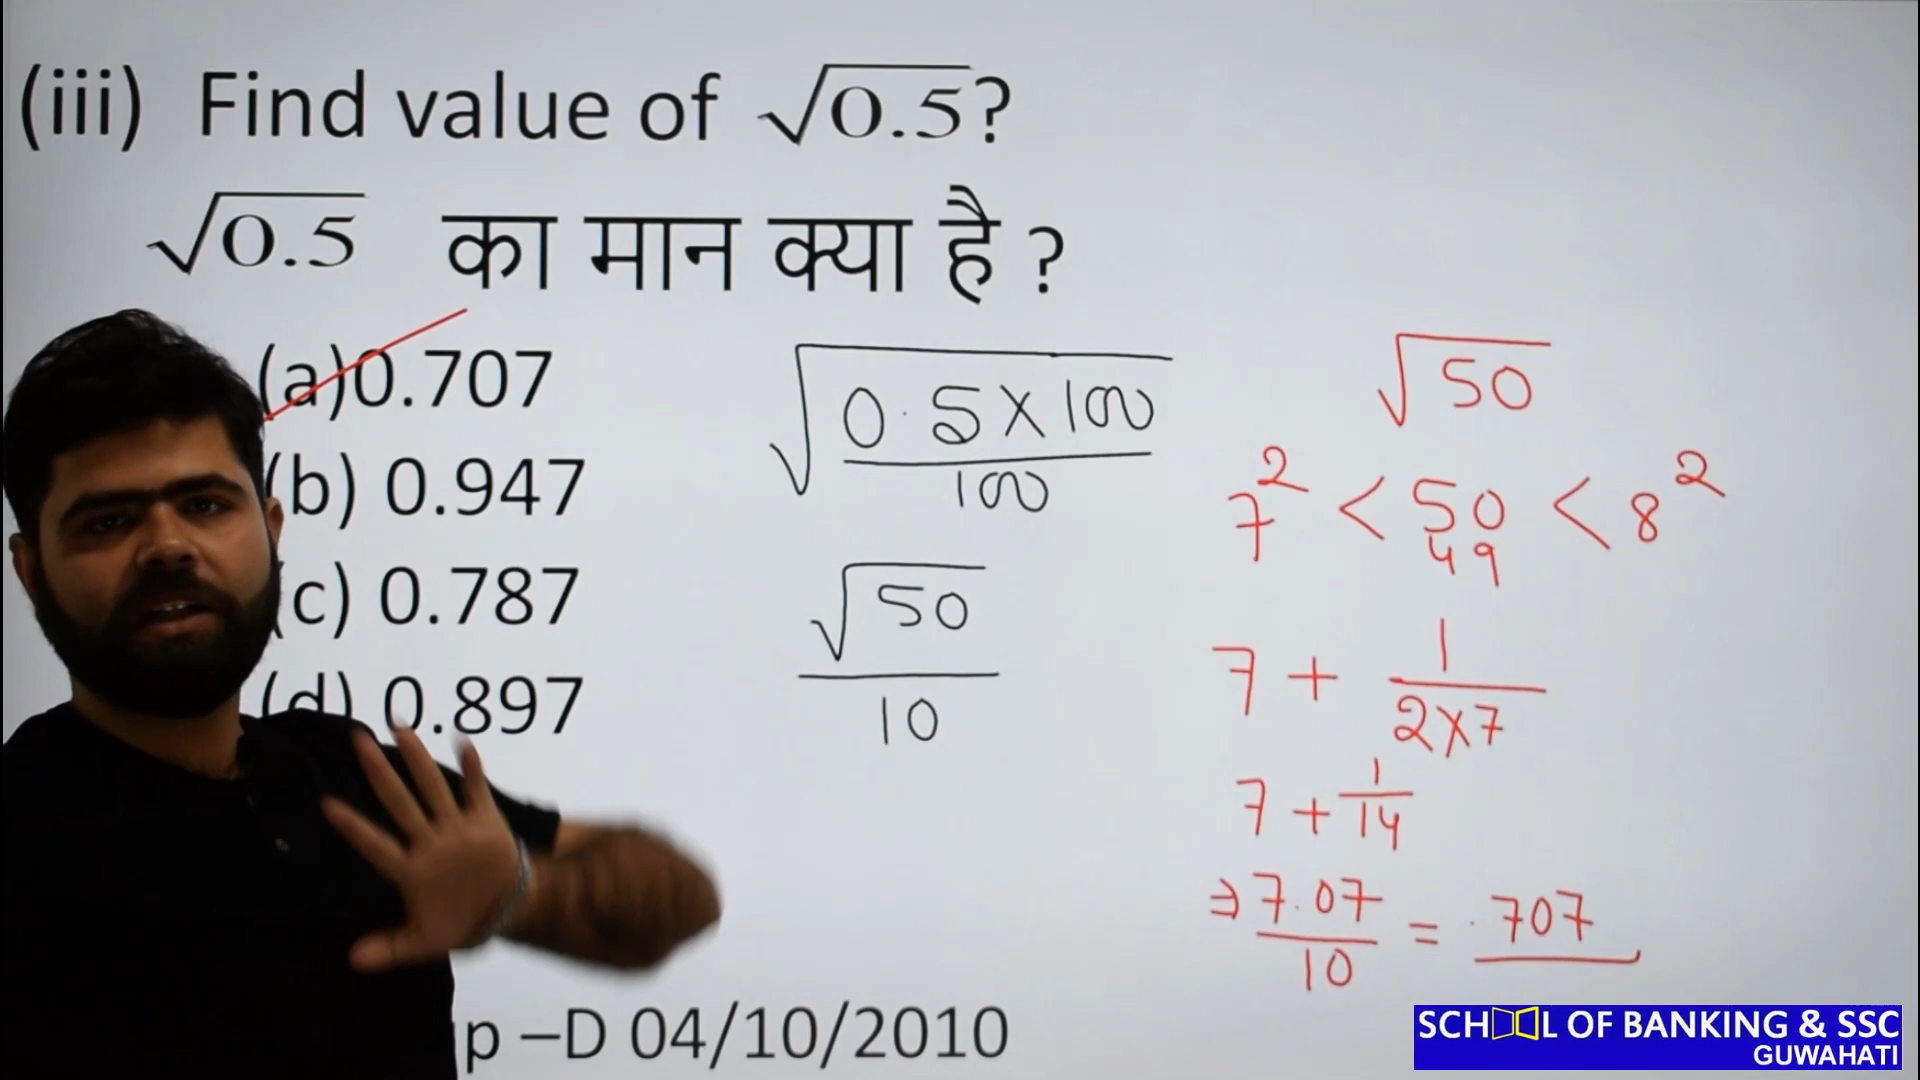 (iii) Find value of √0.5?
√0.5 का मान क्या है ?
(a)0.707
(b) 0.947
(c) 0.787
(d) 0.897
√0.5×100
100
√50
10
√50
7² < 50 < 8²
49
7 + 1
2×7
7 + 1
14
⇒ 7.07 = .707
10
p –D 04/10/2010
SCHOOL OF BANKING & SSC
GUWAHATI